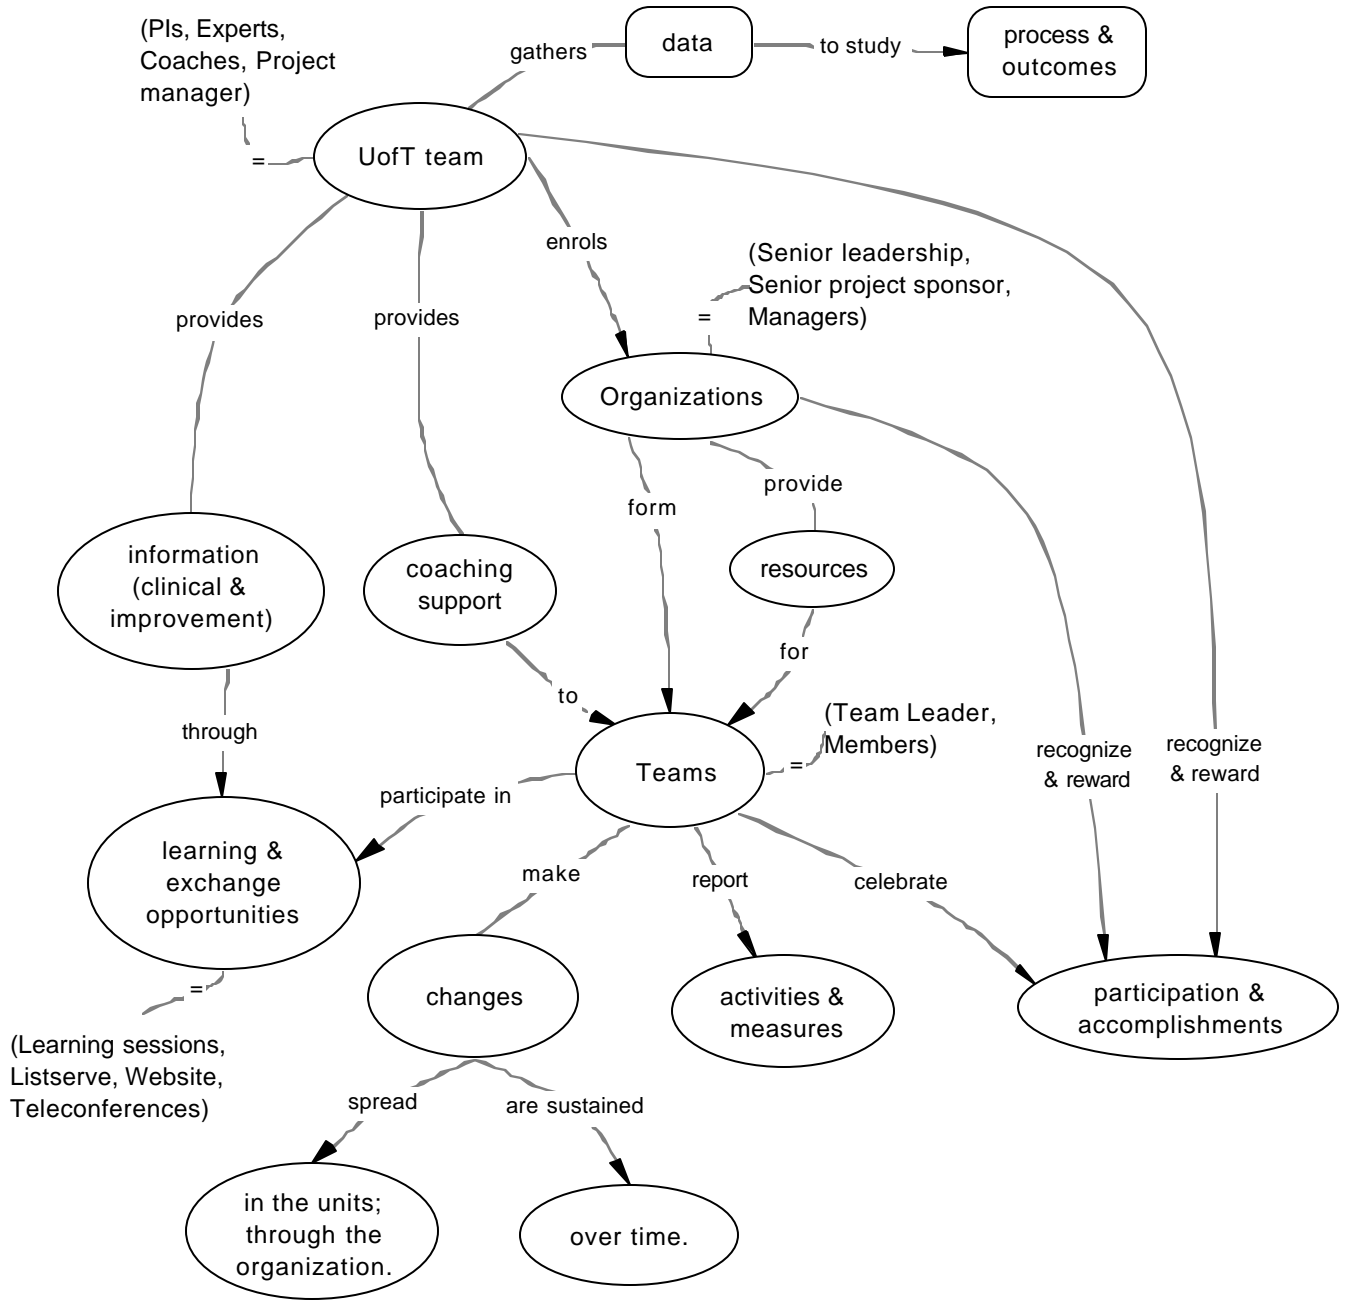 (PIs, Experts,
Coaches, Project
manager)
gathers
data
to study
process &
outcomes
=
UofT team
enrols
(Senior leadership,
Senior project sponsor,
Managers)
=
provides
provides
Organizations
form
provide
information
(clinical &
improvement)
coaching
support
resources
for
to
through
(Team Leader,
Members)
=
Teams
recognize
& reward
recognize
& reward
participate in
learning &
exchange
opportunities
make
report
celebrate
=
changes
activities &
measures
participation &
accomplishments
(Learning sessions,
Listserve, Website,
Teleconferences)
spread
are sustained
in the units;
through the
organization.
over time.